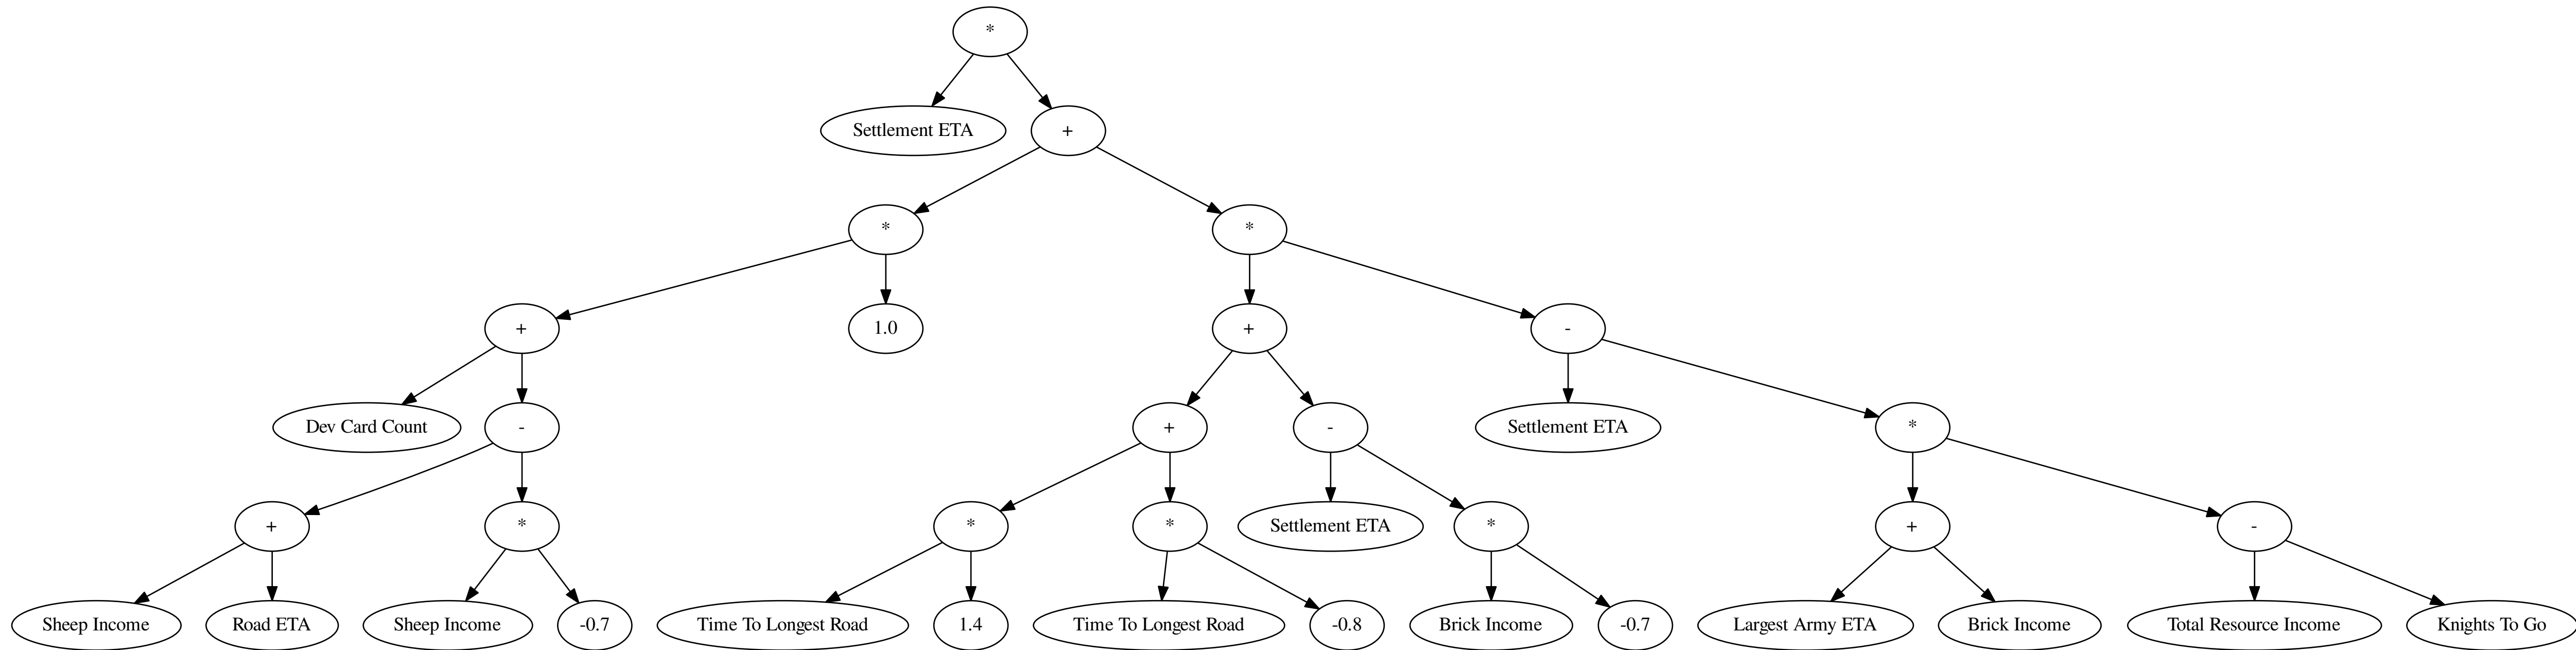 *
Settlement ETA
+
*
*
+
1.0
+
-
Dev Card Count
-
+
-
Settlement ETA
*
+
*
*
*
Settlement ETA
*
+
-
Sheep Income
Road ETA
Sheep Income
-0.7
Time To Longest Road
1.4
Time To Longest Road
-0.8
Brick Income
-0.7
Largest Army ETA
Brick Income
Total Resource Income
Knights To Go